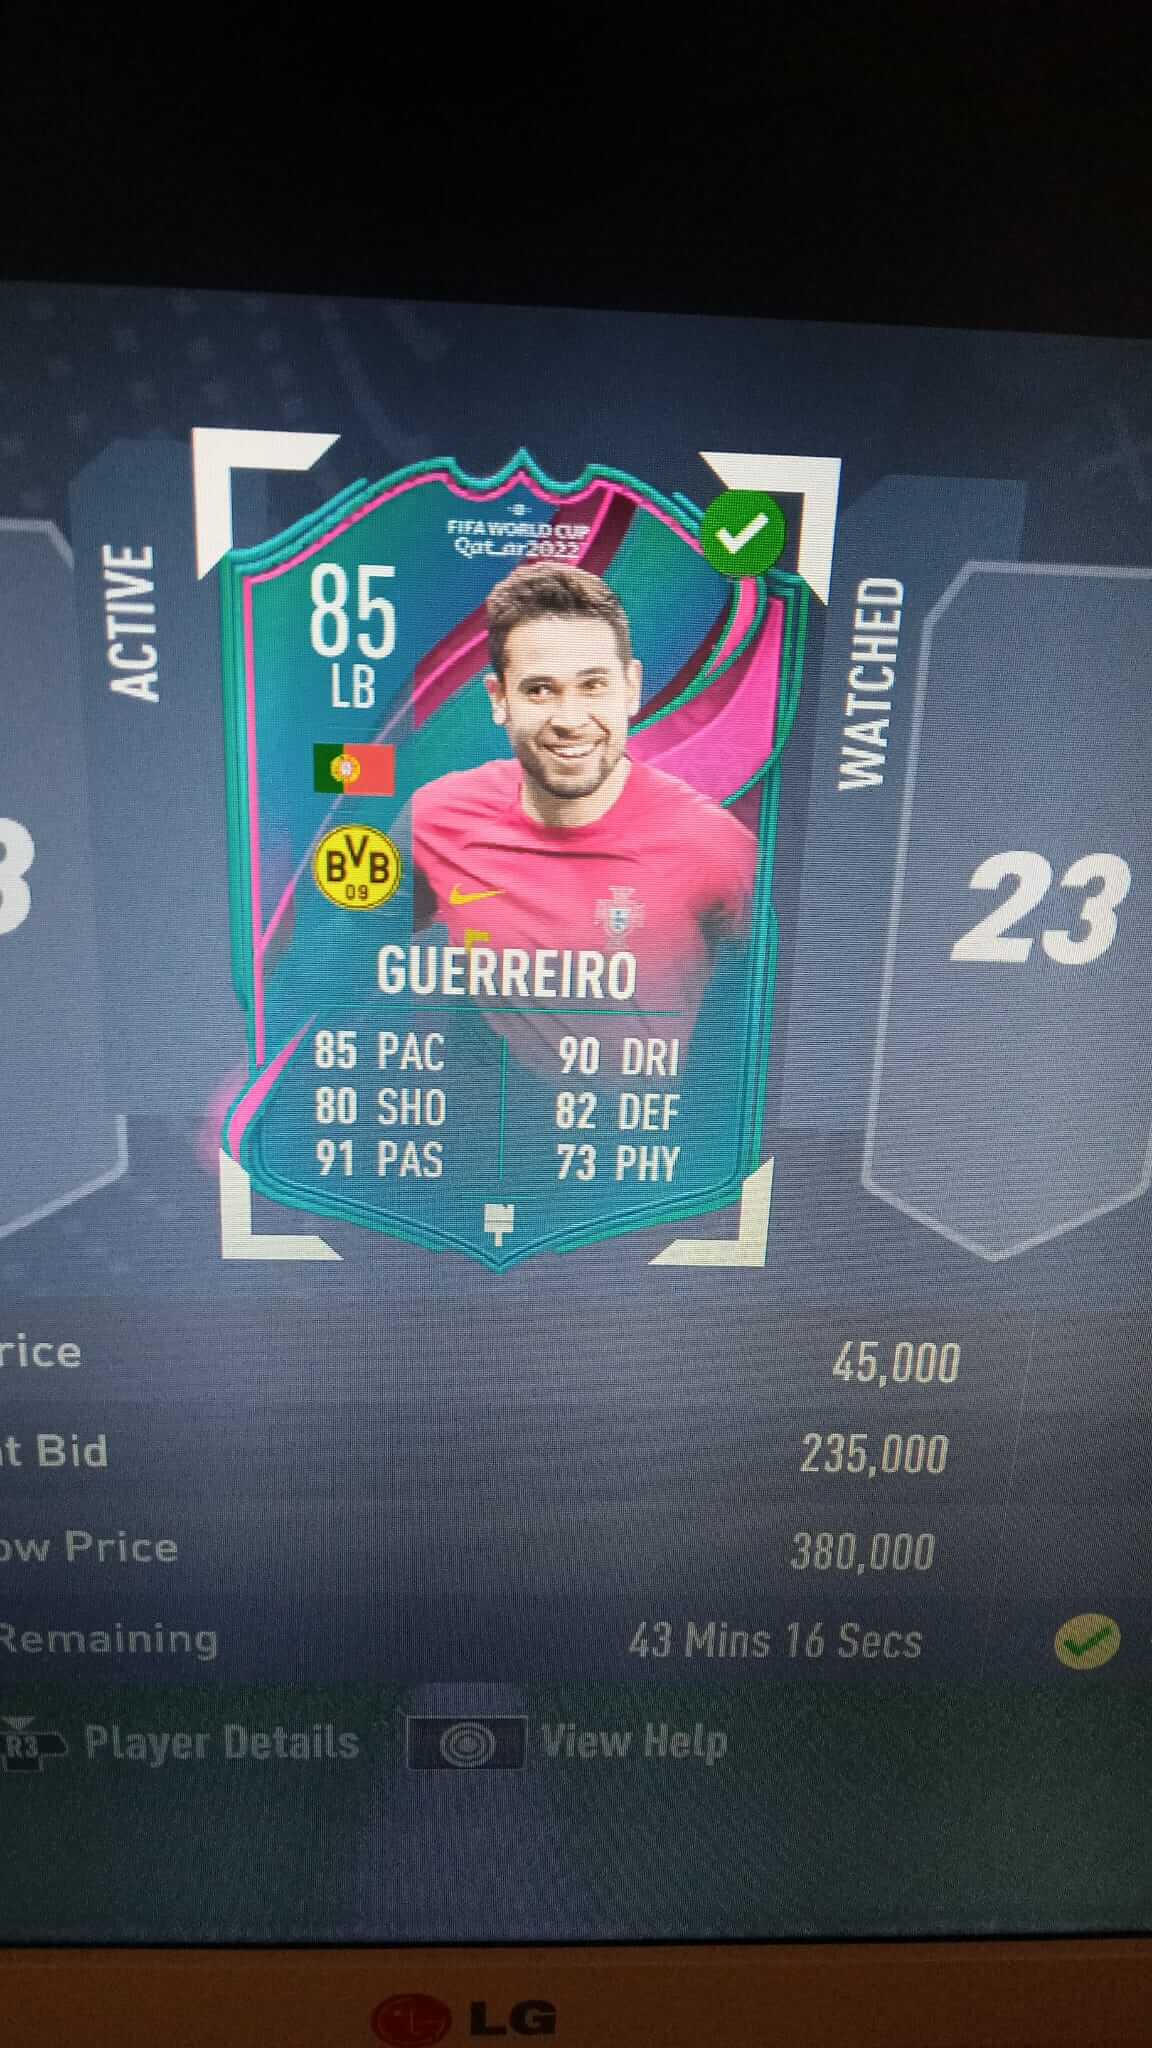 ACTIVE
FIFA WORLD CUP
Qatar2022
85
LB
BVB
09
GUERREIRO
85 PAC
90 DRI
80 SHO
82 DEF
91 PAS
73 PHY
WATCHED
23
rice
45,000
t Bid
235,000
ow Price
380,000
Remaining
43 Mins 16 Secs
R3
Player Details
View Help
LG